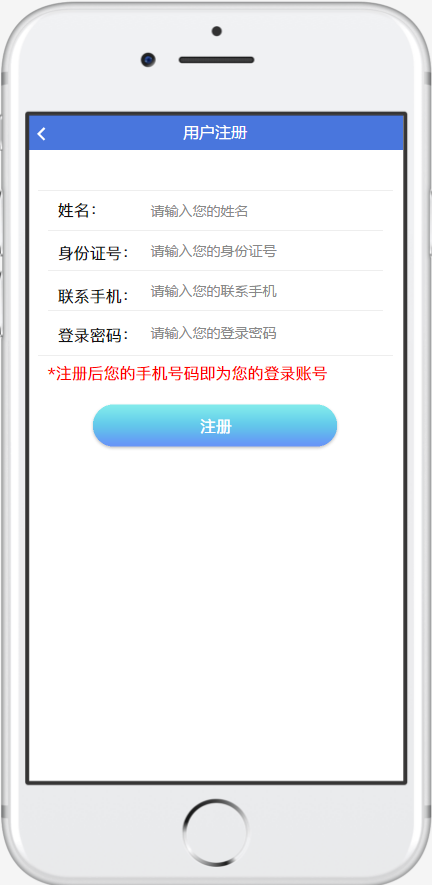 用户注册
姓名： 请输入您的姓名
身份证号： 请输入您的身份证号
联系手机： 请输入您的联系手机
登录密码： 请输入您的登录密码
*注册后您的手机号码即为您的登录账号
注册